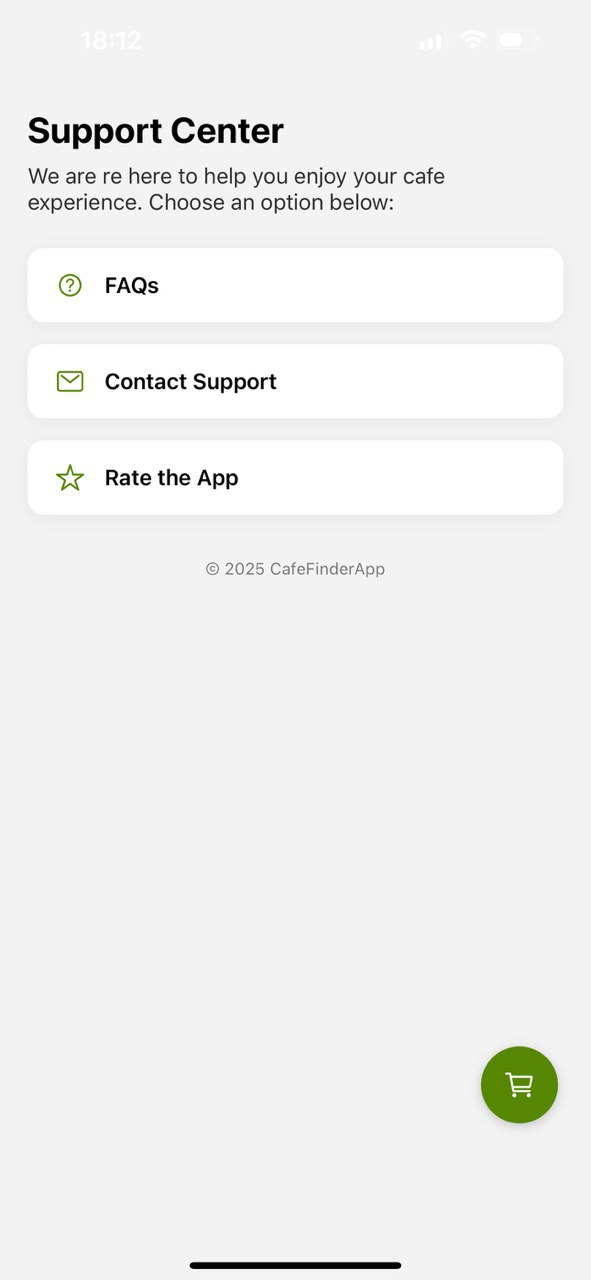 18:12
Support Center
We are re here to help you enjoy your cafe
experience. Choose an option below:
FAQs
Contact Support
Rate the App
© 2025 CafeFinderApp